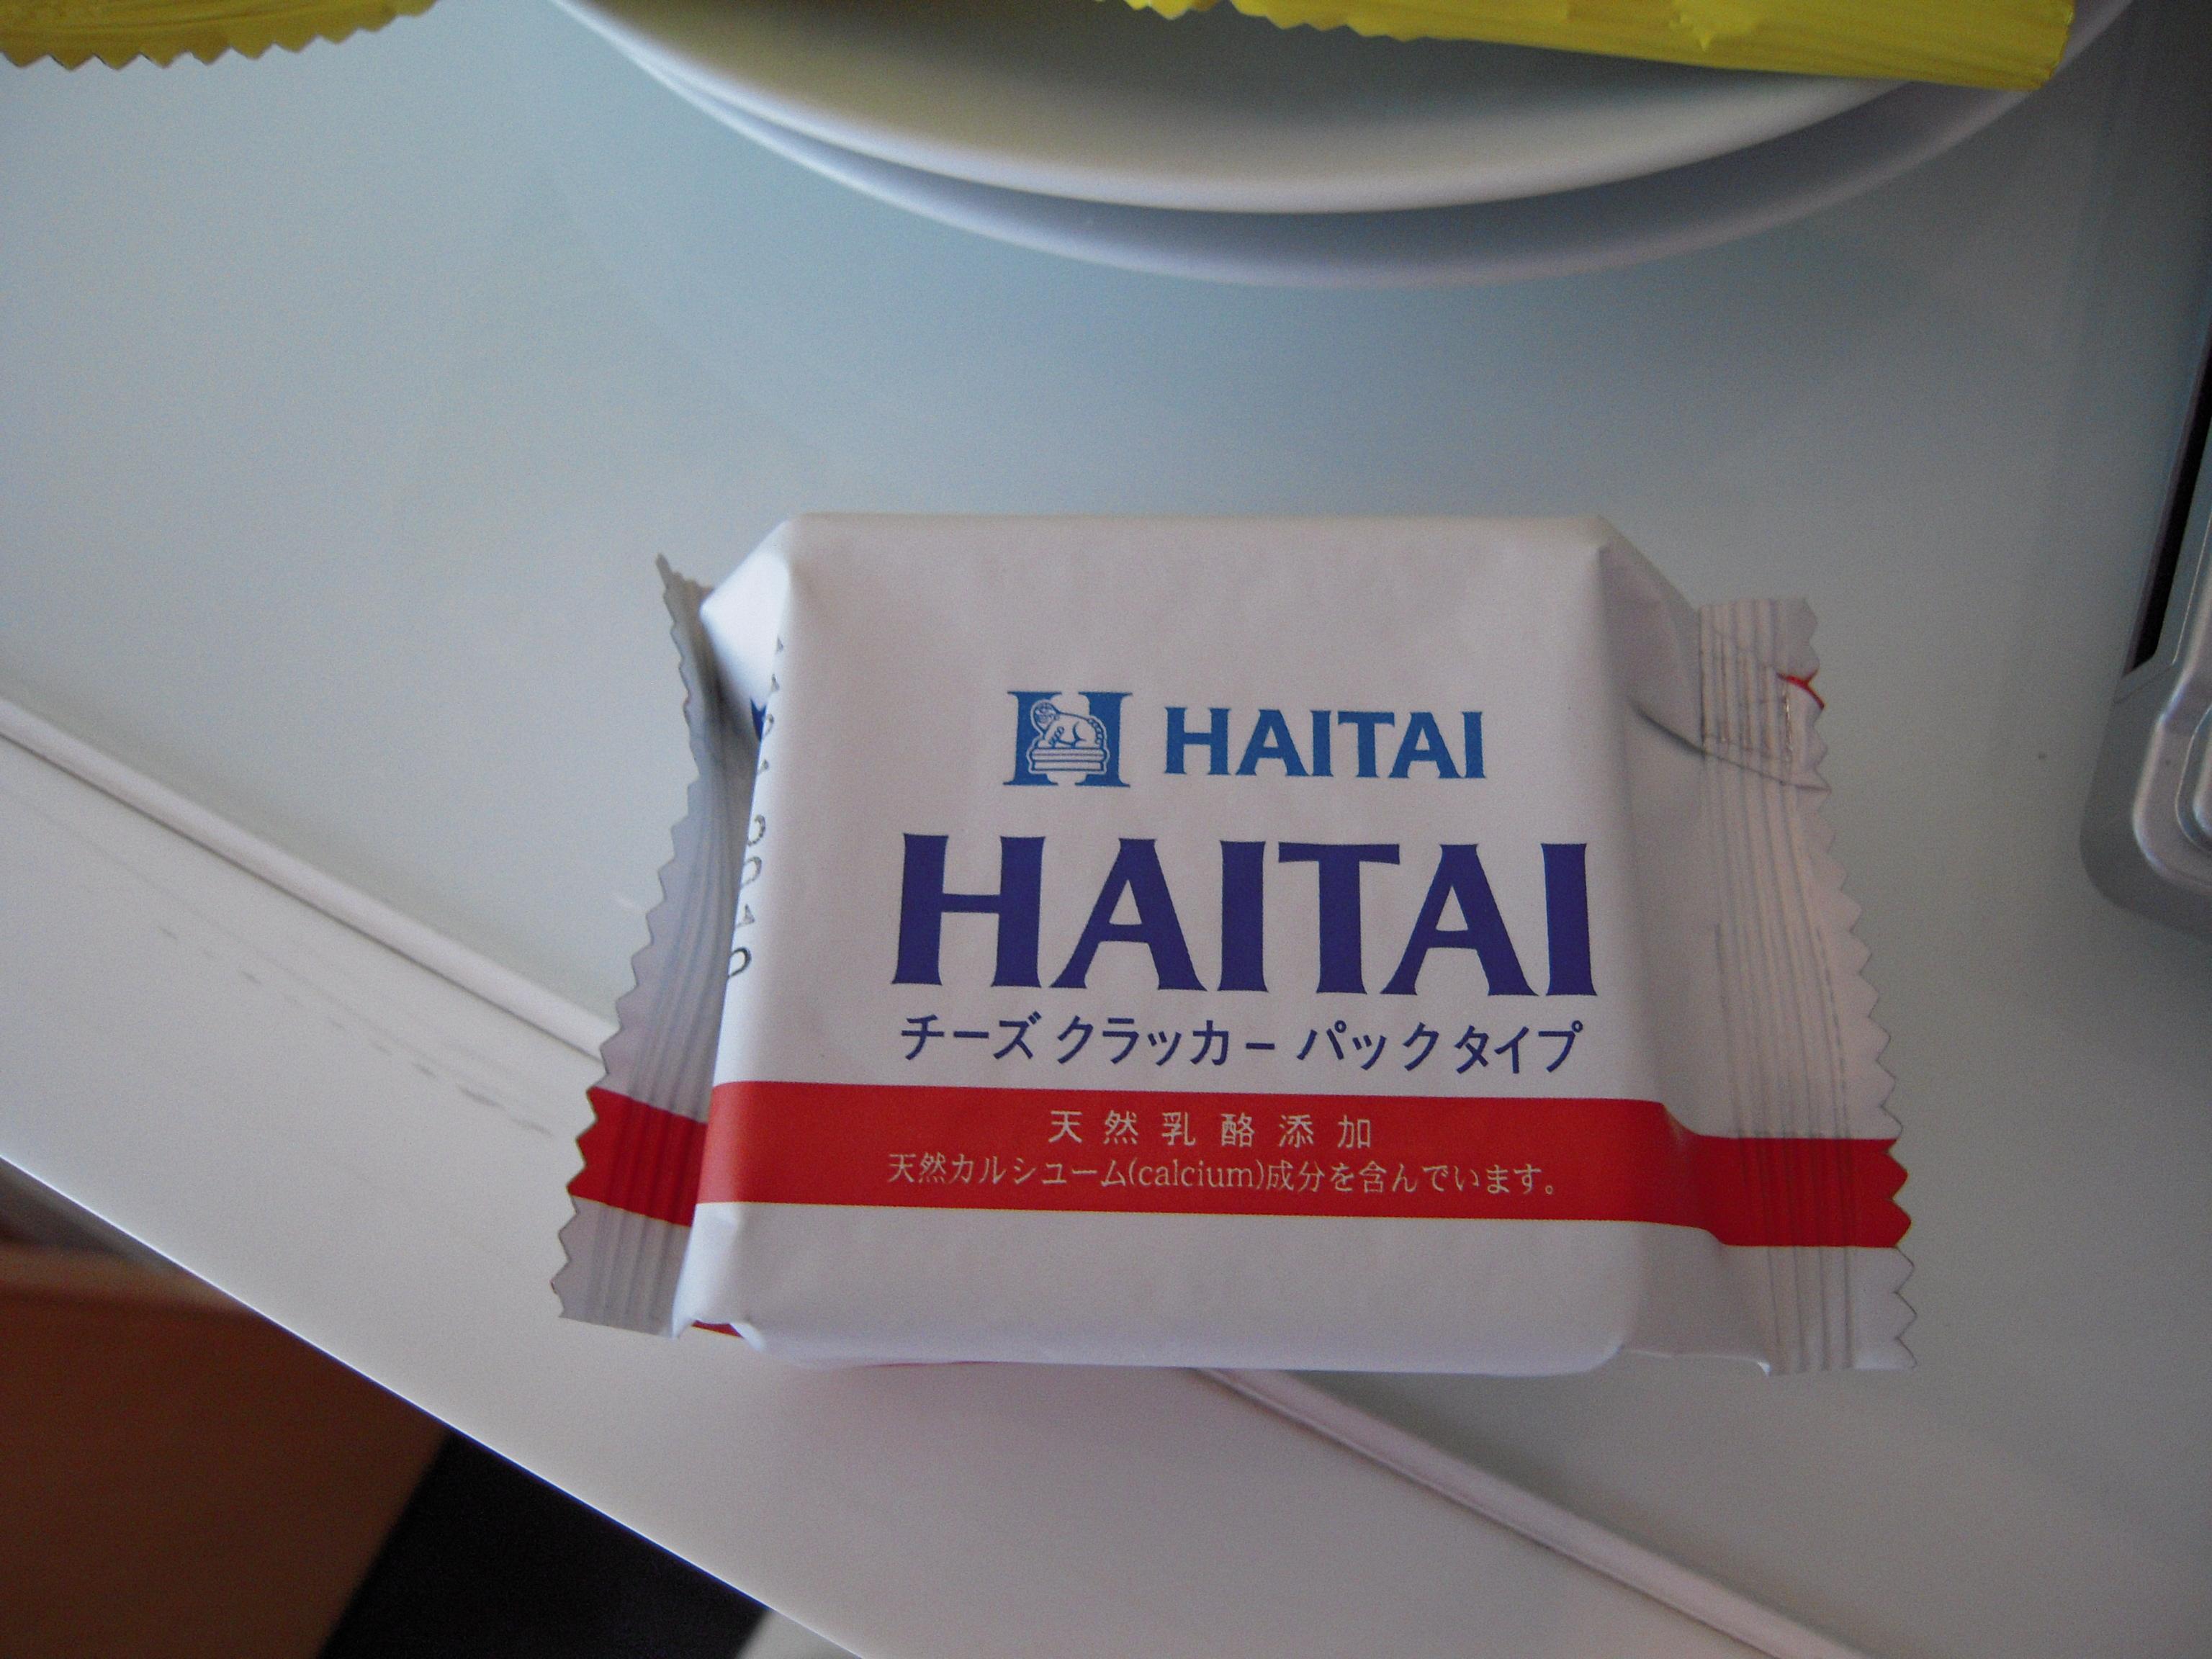 HAITAI
HAITAI
チーズ クラッカー パック タイプ
天然乳酪添加
天然カルシューム(calcium)成分を含んでいます。